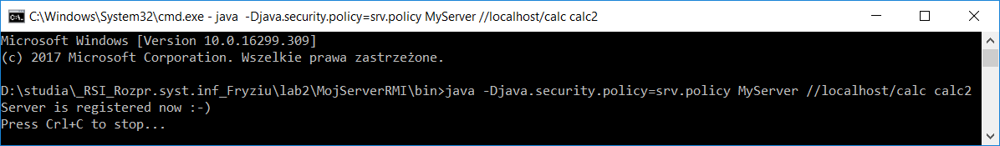 C:\Windows\System32\cmd.exe - java  -Djava.security.policy=srv.policy MyServer //localhost/calc calc2
Microsoft Windows [Version 10.0.16299.309]
(c) 2017 Microsoft Corporation. Wszelkie prawa zastrzeżone.
D:\studia\_RSI_Rozpr.syst.inf_Fryziu\lab2\MojServerRMI\bin>java -Djava.security.policy=srv.policy MyServer //localhost/calc calc2
Server is registered now :-)
Press Crl+C to stop...